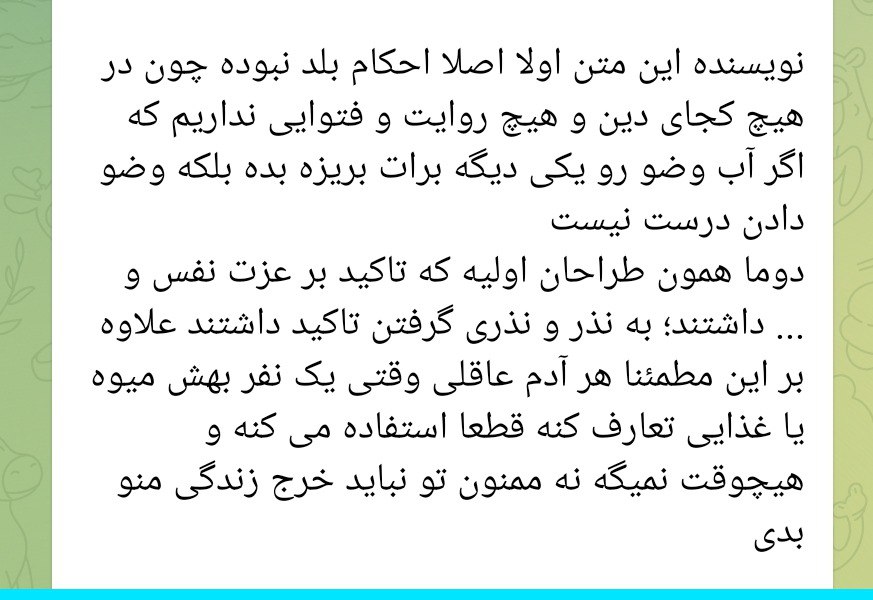 نویسنده این متن اولا اصلا احکام بلد نبوده چون در
هیچ کجای دین و هیچ روایت و فتوایی نداریم که
اگر آب وضو رو یکی دیگه برات بریزه بده بلکه وضو
دادن درست نیست
دوما همون طراحان اولیه که تاکید بر عزت نفس و
... داشتند؛ به نذر و نذری گرفتن تاکید داشتند علاوه
بر این مطمئنا هر آدم عاقلی وقتی یک نفر بهش میوه
یا غذایی تعارف کنه قطعا استفاده می کنه و
هیچوقت نمیگه نه ممنون تو نباید خرج زندگی منو
بدی